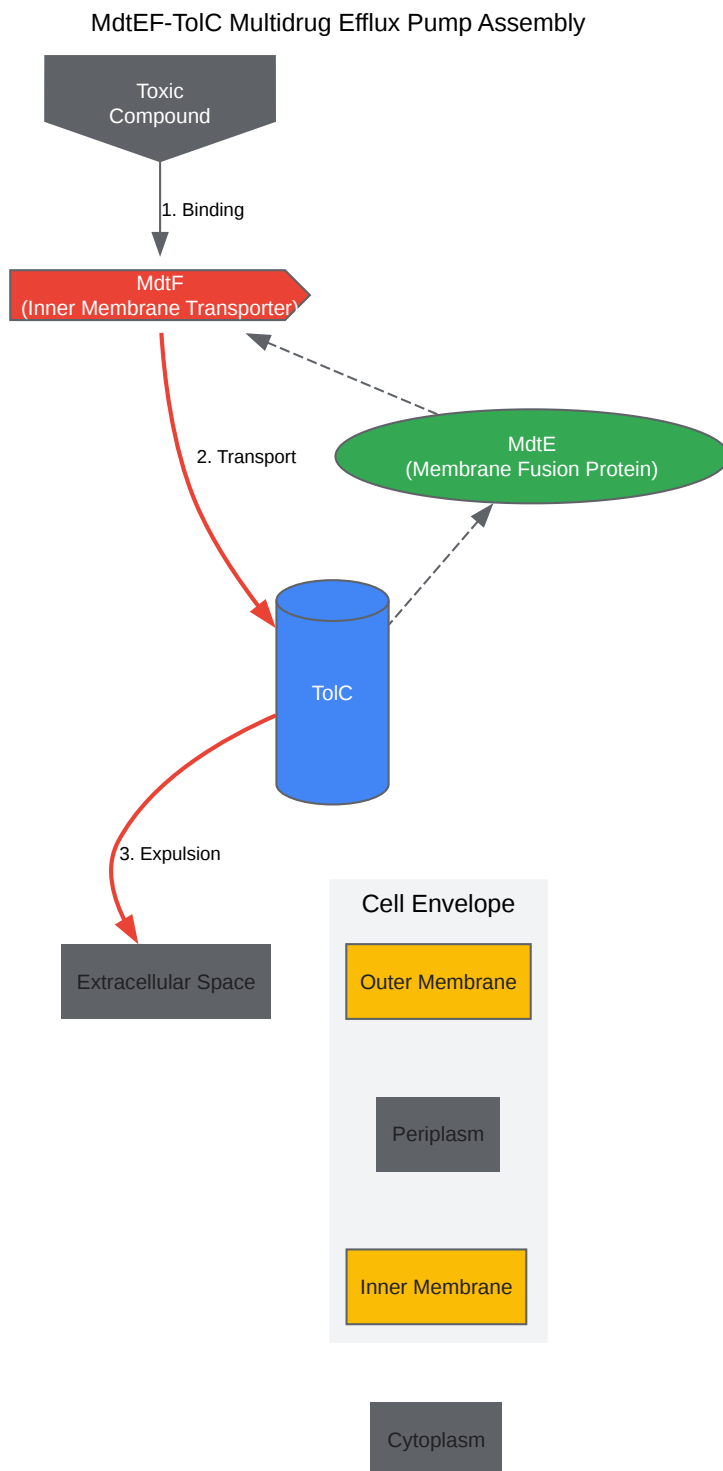 MdtEF-TolC Multidrug Efflux Pump Assembly
Toxic
Compound
1. Binding
MdtF
(Inner Membrane Transporter)
MdtE
(Membrane Fusion Protein)
2. Transport
TolC
3. Expulsion
Cell Envelope
Extracellular Space
Outer Membrane
Periplasm
Inner Membrane
Cytoplasm